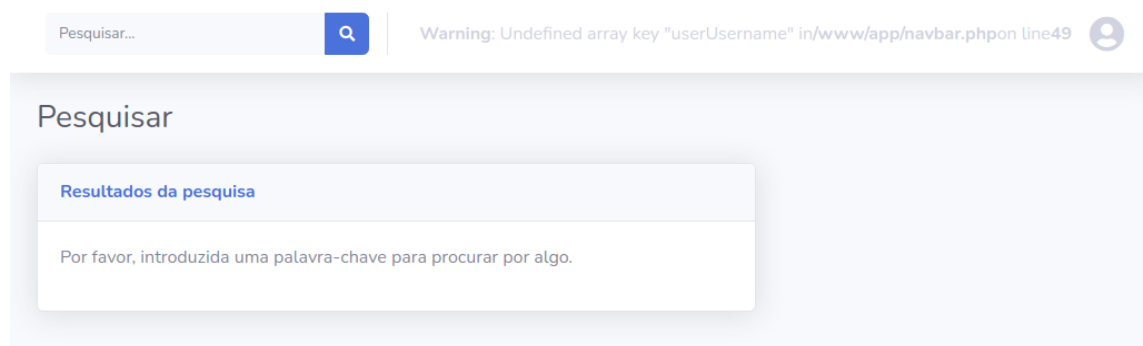 Pesquisar...
Warning: Undefined array key "userUsername" in/www/app/navbar.phpon line49
Pesquisar
Resultados da pesquisa
Por favor, introduzida uma palavra-chave para procurar por algo.